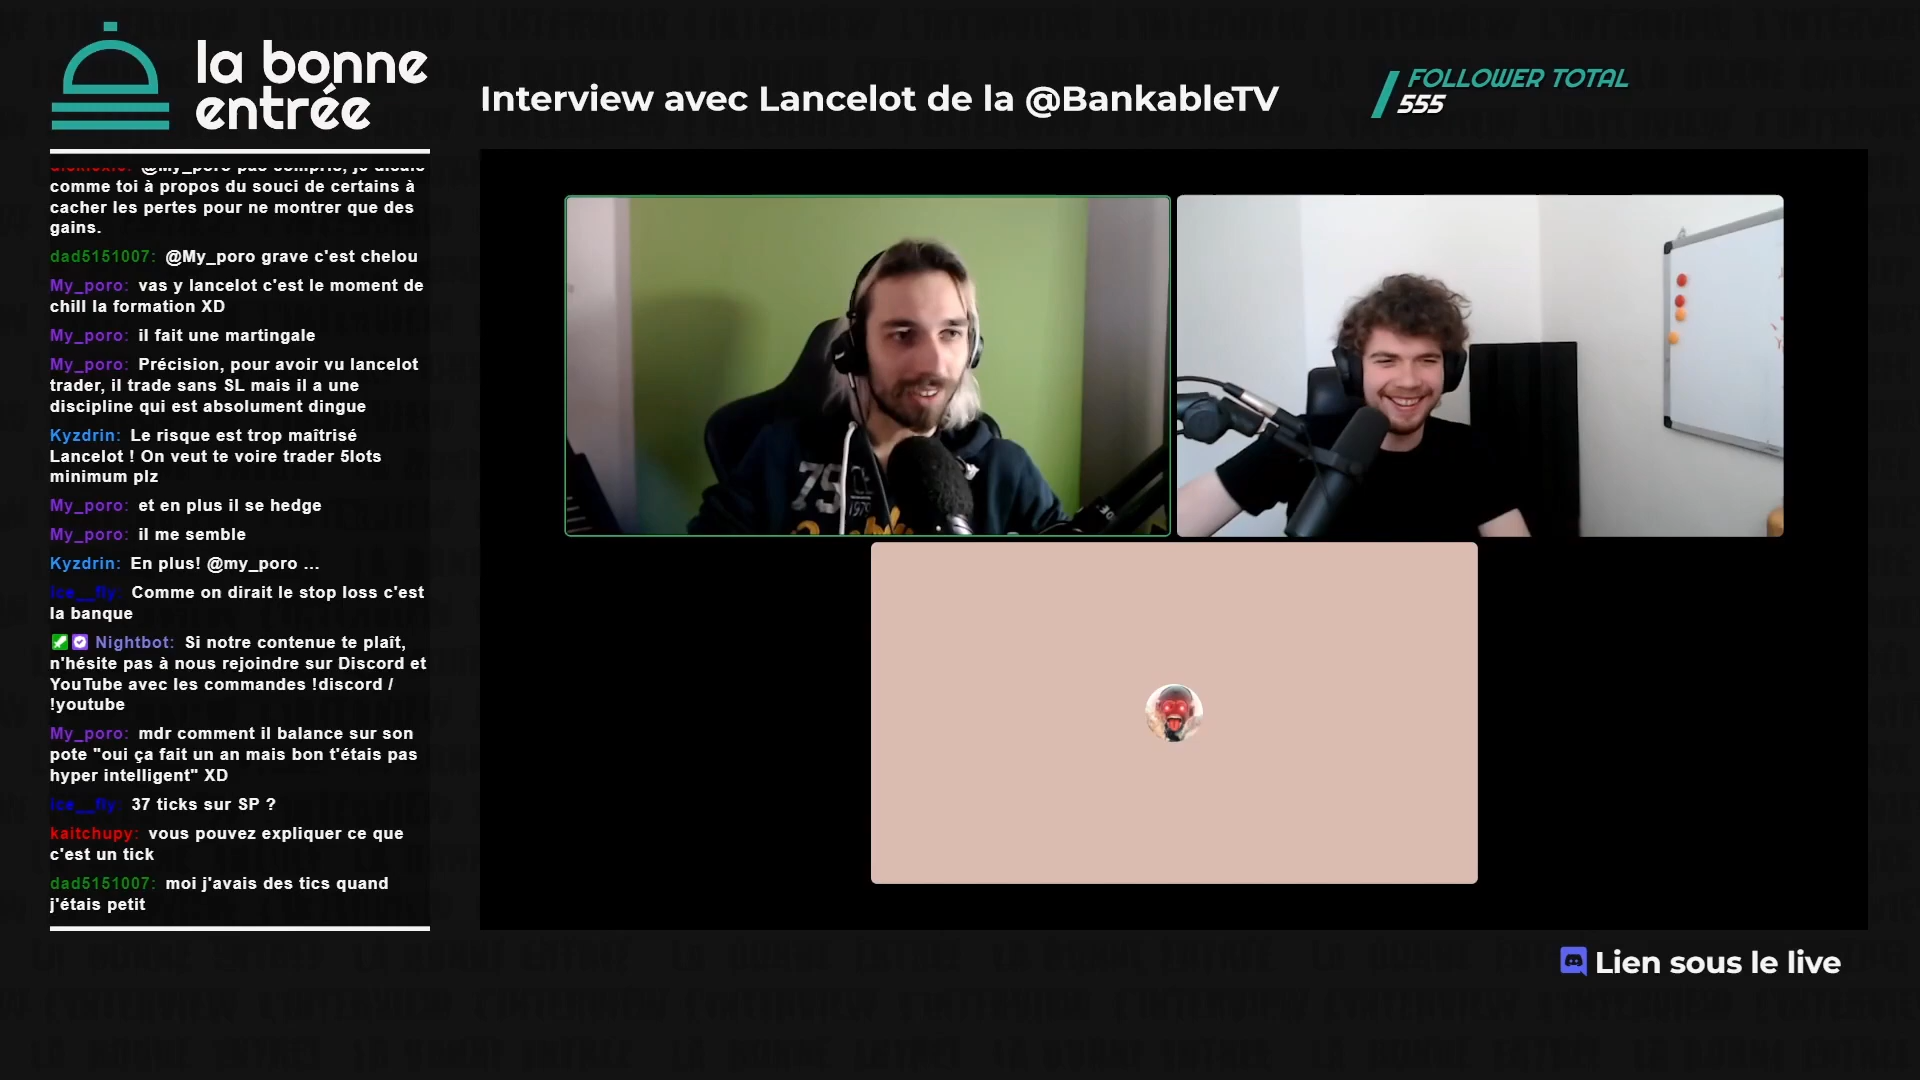 la bonne
entrée
Interview avec Lancelot de la @BankableTV
FOLLOWER TOTAL
555
@My_poro pas compris, je disais
comme toi à propos du souci de certains à
cacher les pertes pour ne montrer que des
gains.
dad5151007: @My_poro grave c'est chelou
My_poro: vas y lancelot c'est le moment de
chill la formation XD
My_poro: il fait une martingale
My_poro: Précision, pour avoir vu lancelot
trader, il trade sans SL mais il a une
discipline qui est absolument dingue
Kyzdrin: Le risque est trop maîtrisé
Lancelot ! On veut te voire trader 5lots
minimum plz
My_poro: et en plus il se hedge
My_poro: il me semble
Kyzdrin: En plus! @my_poro ...
ice__fly: Comme on dirait le stop loss c'est
la banque
Nightbot: Si notre contenue te plaît,
n'hésite pas à nous rejoindre sur Discord et
YouTube avec les commandes !discord /
!youtube
My_poro: mdr comment il balance sur son
pote "oui ça fait un an mais bon t'étais pas
hyper intelligent" XD
ice__fly: 37 ticks sur SP ?
kaitchupy: vous pouvez expliquer ce que
c'est un tick
dad5151007: moi j'avais des tics quand
j'étais petit
75
1975
Lien sous le live